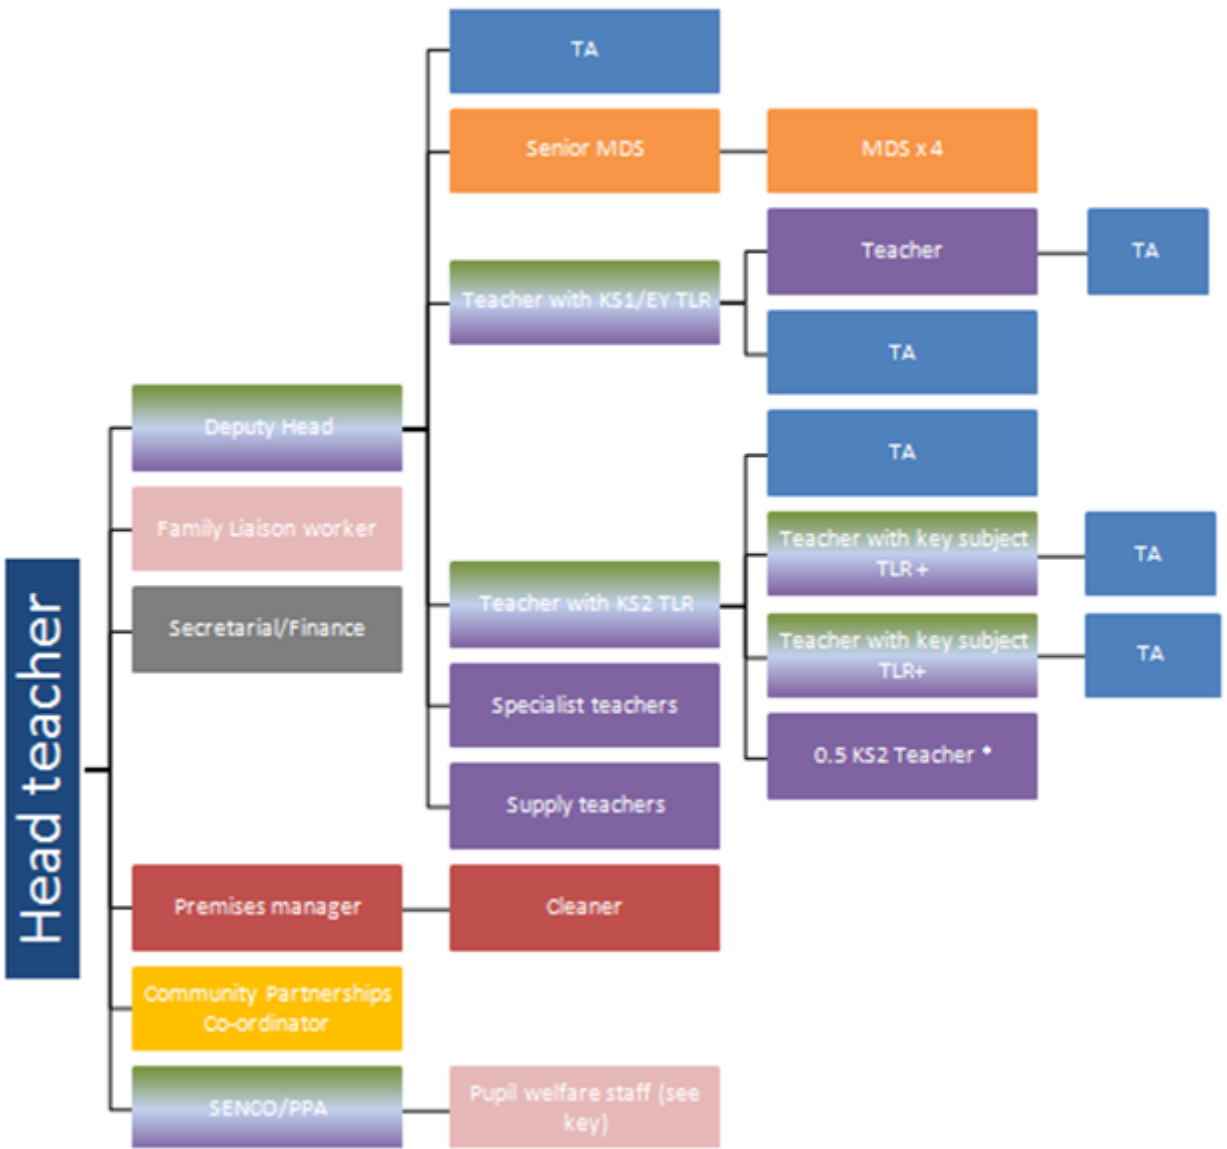 Head teacher
Deputy Head
Family Liaison worker
Secretarial/Finance
Premises manager
Community Partnerships
Co-ordinator
SENCO/PPA
TA
Senior MDS
Teacher with KS1/EY TLR
Teacher with KS2 TLR
Specialist teachers
Supply teachers
Cleaner
Pupil welfare staff (see
key)
MDS x 4
Teacher
TA
TA
Teacher with key subject
TLR +
Teacher with key subject
TLR+
0.5 KS2 Teacher *
TA
TA
TA